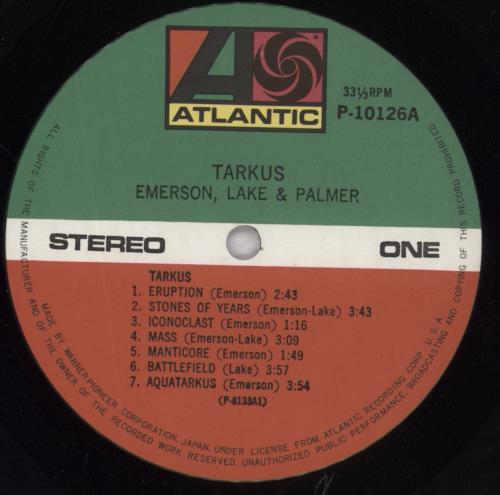 ATLANTIC
33⅓RPM
P-10126A
TARKUS
EMERSON, LAKE & PALMER
STEREO
ONE
TARKUS
1. ERUPTION (Emerson) 2:43
2. STONES OF YEARS (Emerson-Lake) 3:43
3. ICONOCLAST (Emerson) 1:16
4. MASS (Emerson-Lake) 3:09
5. MANTICORE (Emerson) 1:49
6. BATTLEFIELD (Lake) 3:57
7. AQUATARKUS (Emerson) 3:54
(P-8133A1)
MADE BY WARNER-PIONEER CORPORATION, JAPAN, UNDER LICENSE FROM ATLANTIC RECORDING CORP. U.S.A.
ALL RIGHTS OF THE MANUFACTURER AND OF THE OWNER OF THE RECORDED WORK RESERVED. UNAUTHORIZED PUBLIC PERFORMANCE, BROADCASTING AND COPYING OF THIS RECORD PROHIBITED